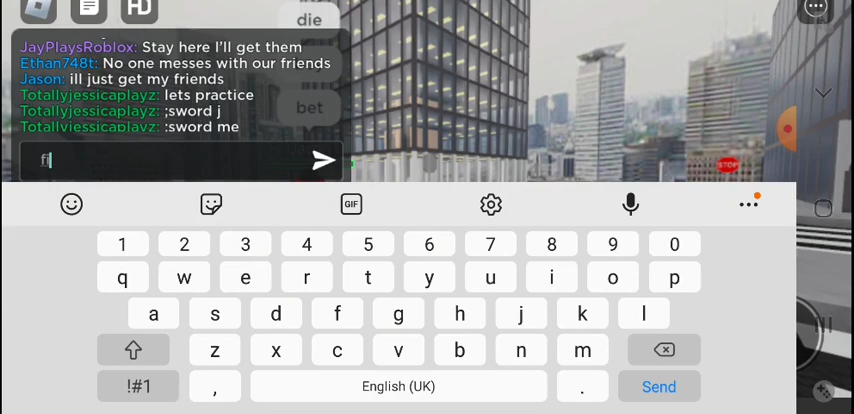 HD
die
JayPlaysRoblox: Stay here I'll get them
Ethan748t: No one messes with our friends
Jason: ill just get my friends
Totallyjessicaplayz: lets practice
bet
Totallyjessicaplayz: ;sword j
Totallyjessicaplayz: ;sword me
fi
STOP
GIF
1 2 3 4 5 6 7 8 9 0
q w e r t y u i o p
a s d f g h j k l
z x c v b n m
!#1 , English (UK) . Send